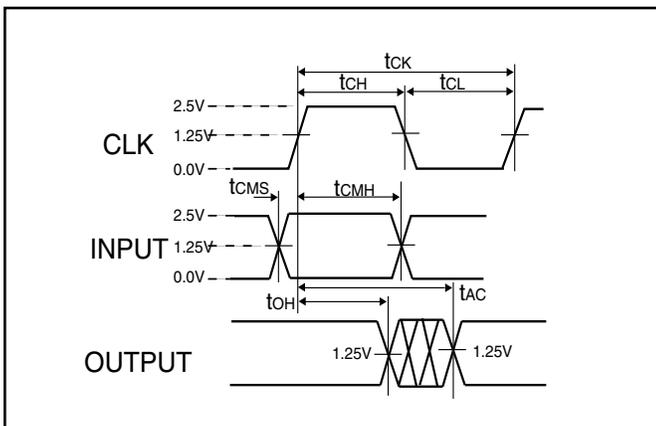 tCK
tCH tCL
2.5V
1.25V
CLK
0.0V
tCMS tCMH
2.5V
INPUT 1.25V
0.0V
tOH tAC
1.25V 1.25V
OUTPUT